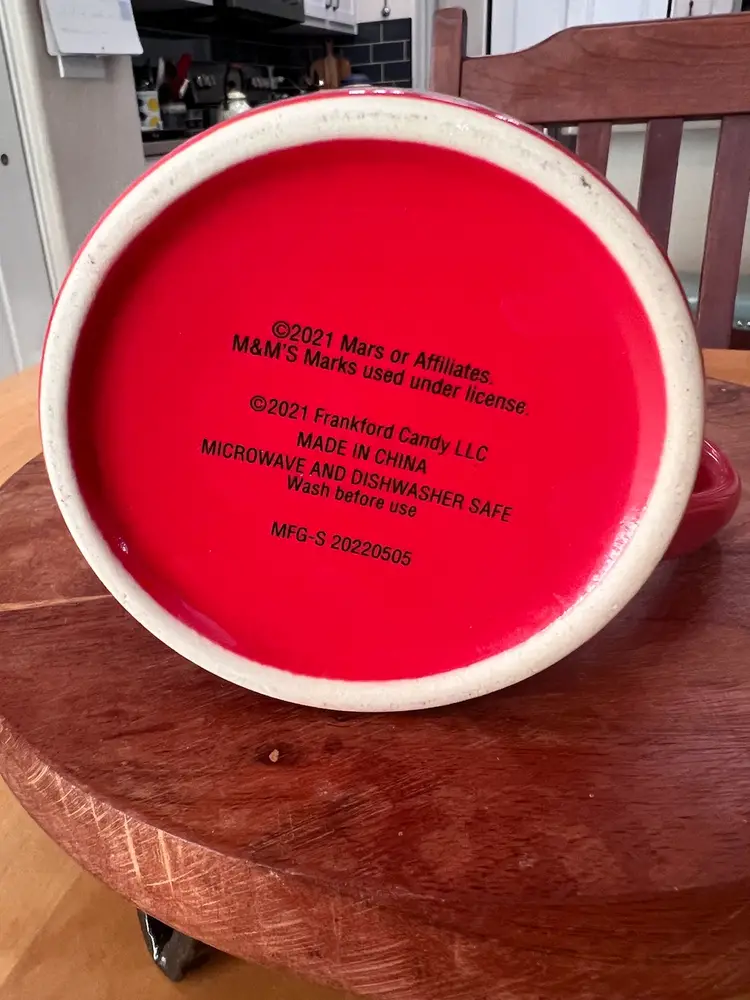 ©2021 Mars or Affiliates.
M&M'S Marks used under license.
©2021 Frankford Candy LLC
MADE IN CHINA
MICROWAVE AND DISHWASHER SAFE
Wash before use
MFG-S 20220505